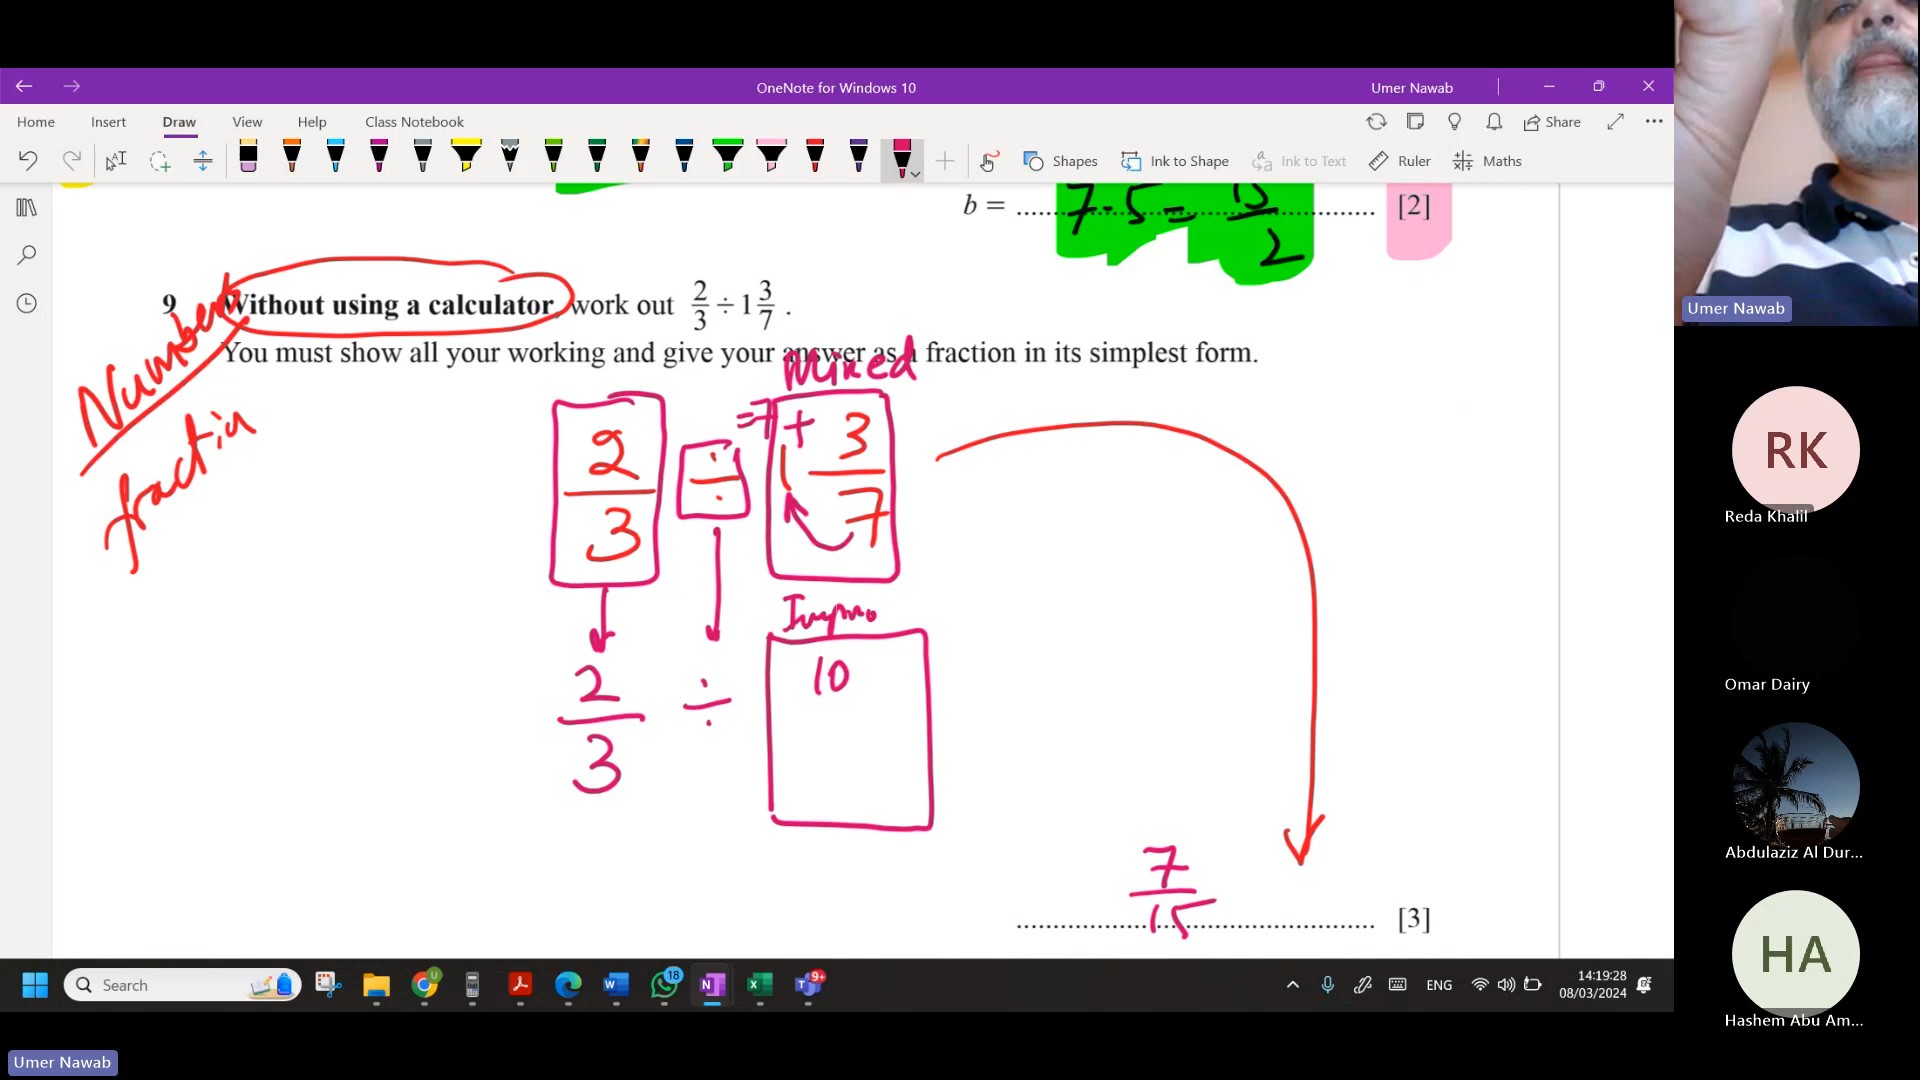 OneNote for Windows 10
Umer Nawab
Home Insert Draw View Help Class Notebook
Share
Shapes Ink to Shape Ink to Text Ruler Maths
b = 7.5 = 15/2 [2]
9 Without using a calculator, work out 2/3 ÷ 1 3/7 .
You must show all your working and give your answer as a fraction in its simplest form.
Number
Mixed
2/3 ÷ = 1 + 3/7
Impro
2/3 ÷ 10
7/15 [3]
Umer Nawab
RK
Reda Khalil
Omar Dairy
Abdulaziz Al Dur...
HA
Hashem Abu Am...
Search
U
18
9+
ENG
14:19:28
08/03/2024
Umer Nawab